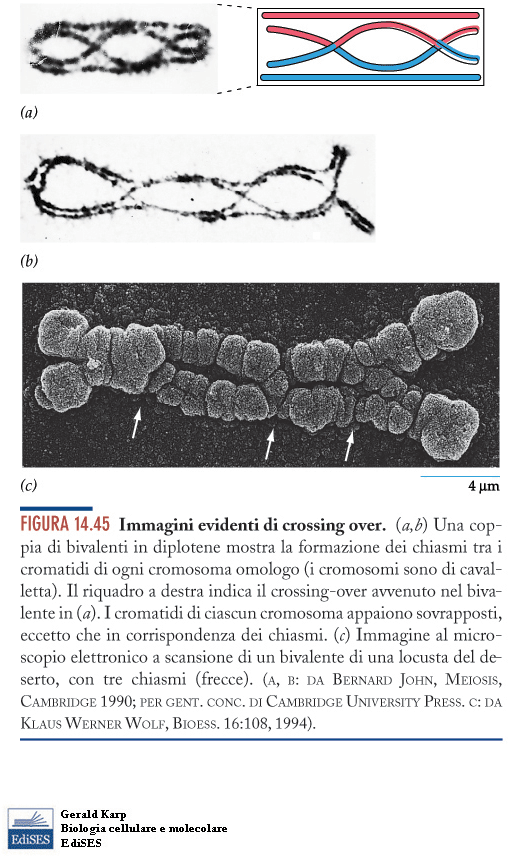 (a)
(b)
(c)
4 µm
FIGURA 14.45 Immagini evidenti di crossing over. (a,b) Una cop-
pia di bivalenti in diplotene mostra la formazione dei chiasmi tra i
cromatidi di ogni cromosoma omologo (i cromosomi sono di caval-
letta). Il riquadro a destra indica il crossing-over avvenuto nel biva-
lente in (a). I cromatidi di ciascun cromosoma appaiono sovrapposti,
eccetto che in corrispondenza dei chiasmi. (c) Immagine al micro-
scopio elettronico a scansione di un bivalente di una locusta del de-
serto, con tre chiasmi (frecce). (A, B: DA BERNARD JOHN, MEIOSIS,
CAMBRIDGE 1990; PER GENT. CONC. DI CAMBRIDGE UNIVERSITY PRESS. C: DA
KLAUS WERNER WOLF, BIOESS. 16:108, 1994).
EdiSES
Gerald Karp
Biologia cellulare e molecolare
EdiSES